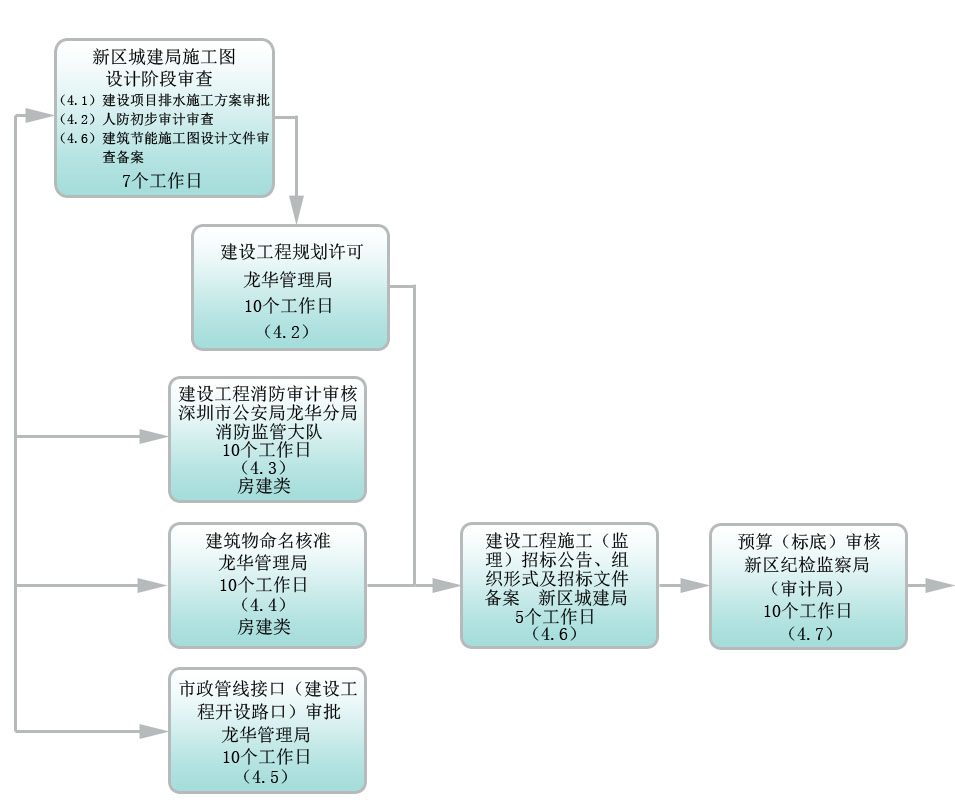 新区城建局施工图
设计阶段审查
（4.1）建设项目排水施工方案审批
（4.2）人防初步审计审查
（4.6）建筑节能施工图设计文件审
查备案
7个工作日
建设工程规划许可
龙华管理局
10个工作日
（4.2）
建设工程消防审计审核
深圳市公安局龙华分局
消防监管大队
10个工作日
（4.3）
房建类
建筑物命名核准
龙华管理局
10个工作日
（4.4）
房建类
市政管线接口（建设工
程开设路口）审批
龙华管理局
10个工作日
（4.5）
建设工程施工（监
理）招标公告、组
织形式及招标文件
备案　新区城建局
5个工作日
（4.6）
预算（标底）审核
新区纪检监察局
（审计局）
10个工作日
（4.7）